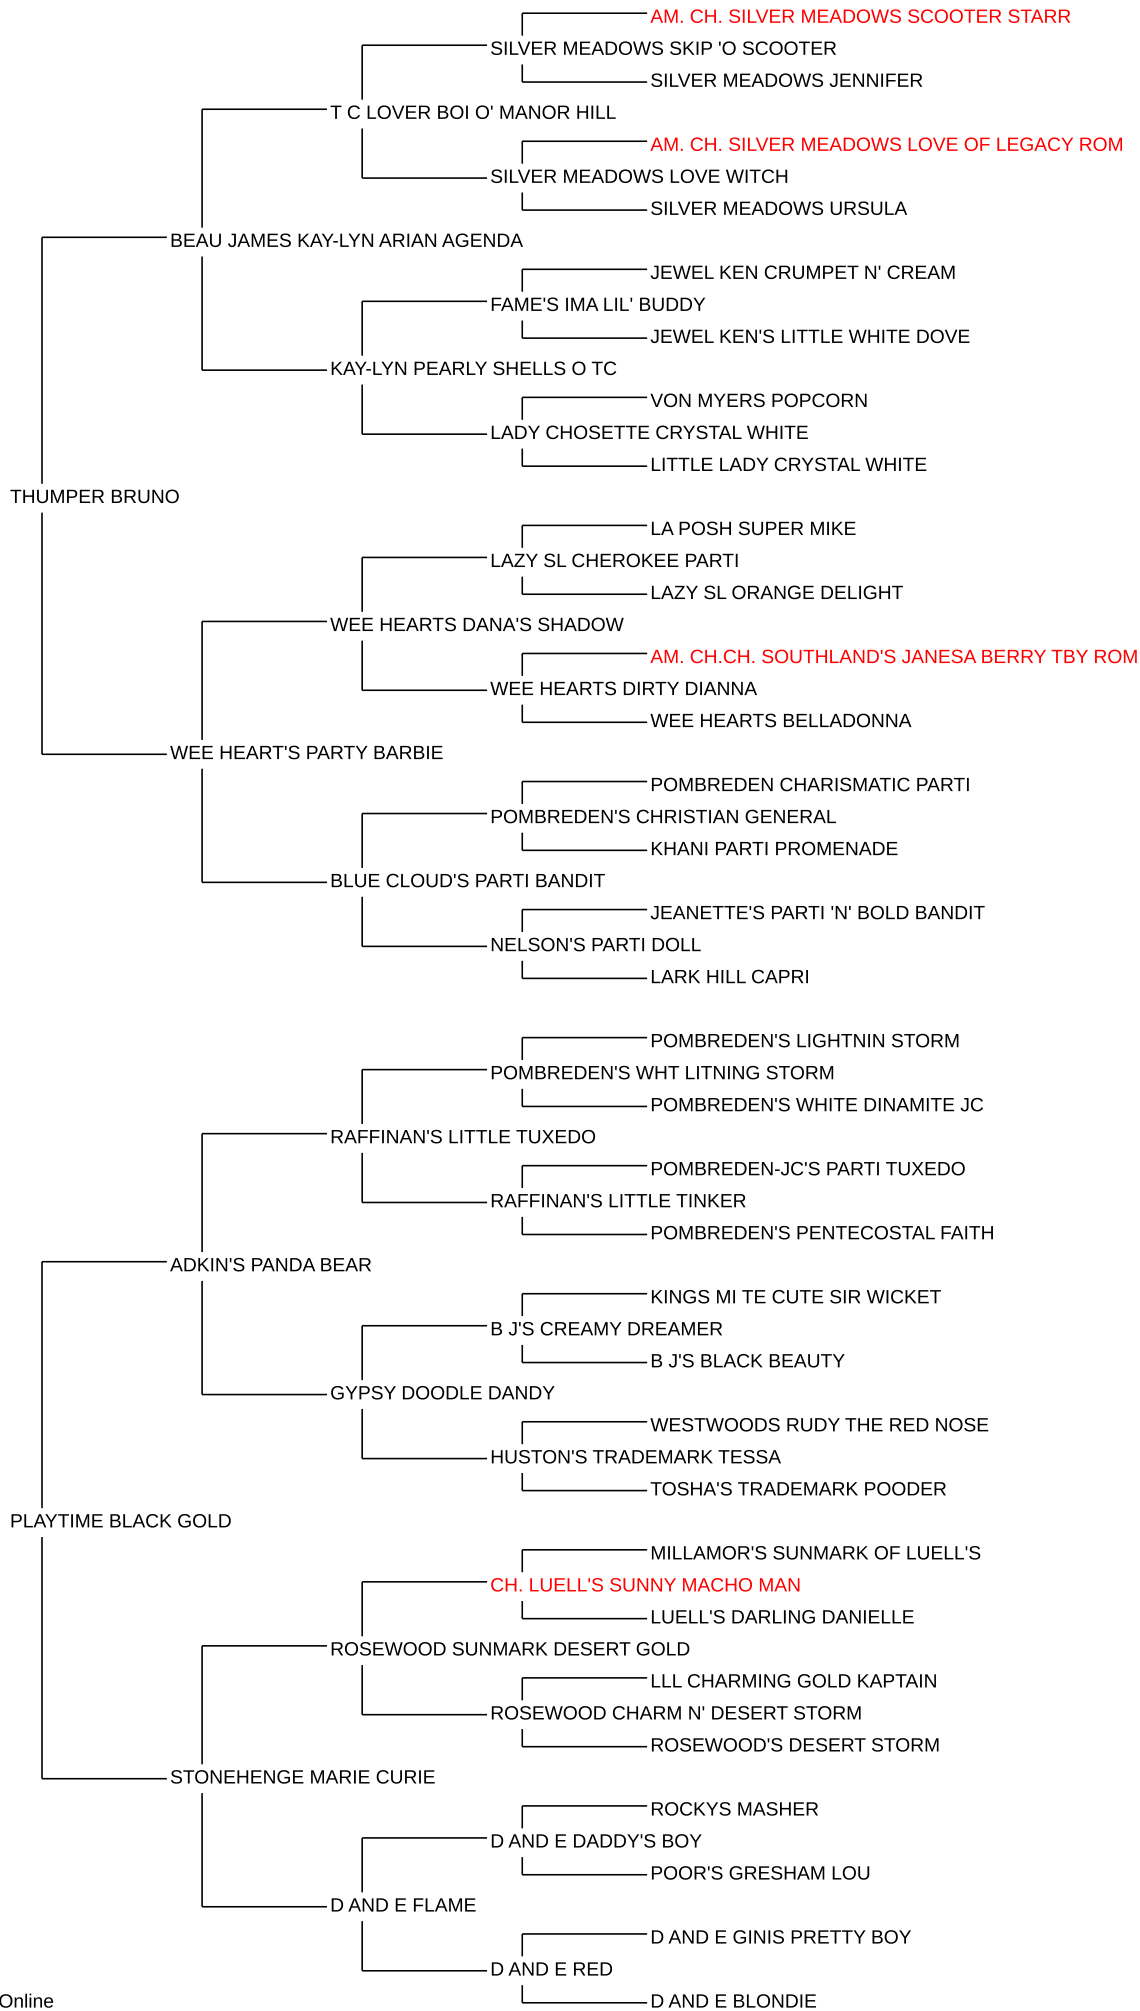 AM. CH. SILVER MEADOWS SCOOTER STARR
SILVER MEADOWS SKIP 'O SCOOTER
SILVER MEADOWS JENNIFER
T C LOVER BOI O' MANOR HILL
AM. CH. SILVER MEADOWS LOVE OF LEGACY ROM
SILVER MEADOWS LOVE WITCH
SILVER MEADOWS URSULA
BEAU JAMES KAY-LYN ARIAN AGENDA
JEWEL KEN CRUMPET N' CREAM
FAME'S IMA LIL' BUDDY
JEWEL KEN'S LITTLE WHITE DOVE
KAY-LYN PEARLY SHELLS O TC
VON MYERS POPCORN
LADY CHOSETTE CRYSTAL WHITE
LITTLE LADY CRYSTAL WHITE
THUMPER BRUNO
LA POSH SUPER MIKE
LAZY SL CHEROKEE PARTI
LAZY SL ORANGE DELIGHT
WEE HEARTS DANA'S SHADOW
AM. CH.CH. SOUTHLAND'S JANESA BERRY TBY ROM
WEE HEARTS DIRTY DIANNA
WEE HEARTS BELLADONNA
WEE HEART'S PARTY BARBIE
POMBREDEN CHARISMATIC PARTI
POMBREDEN'S CHRISTIAN GENERAL
KHANI PARTI PROMENADE
BLUE CLOUD'S PARTI BANDIT
JEANETTE'S PARTI 'N' BOLD BANDIT
NELSON'S PARTI DOLL
LARK HILL CAPRI
POMBREDEN'S LIGHTNIN STORM
POMBREDEN'S WHT LITNING STORM
POMBREDEN'S WHITE DINAMITE JC
RAFFINAN'S LITTLE TUXEDO
POMBREDEN-JC'S PARTI TUXEDO
RAFFINAN'S LITTLE TINKER
POMBREDEN'S PENTECOSTAL FAITH
ADKIN'S PANDA BEAR
KINGS MI TE CUTE SIR WICKET
B J'S CREAMY DREAMER
B J'S BLACK BEAUTY
GYPSY DOODLE DANDY
WESTWOODS RUDY THE RED NOSE
HUSTON'S TRADEMARK TESSA
TOSHA'S TRADEMARK POODER
PLAYTIME BLACK GOLD
MILLAMOR'S SUNMARK OF LUELL'S
CH. LUELL'S SUNNY MACHO MAN
LUELL'S DARLING DANIELLE
ROSEWOOD SUNMARK DESERT GOLD
LLL CHARMING GOLD KAPTAIN
ROSEWOOD CHARM N' DESERT STORM
ROSEWOOD'S DESERT STORM
STONEHENGE MARIE CURIE
ROCKYS MASHER
D AND E DADDY'S BOY
POOR'S GRESHAM LOU
D AND E FLAME
D AND E GINIS PRETTY BOY
D AND E RED
D AND E BLONDIE
Online